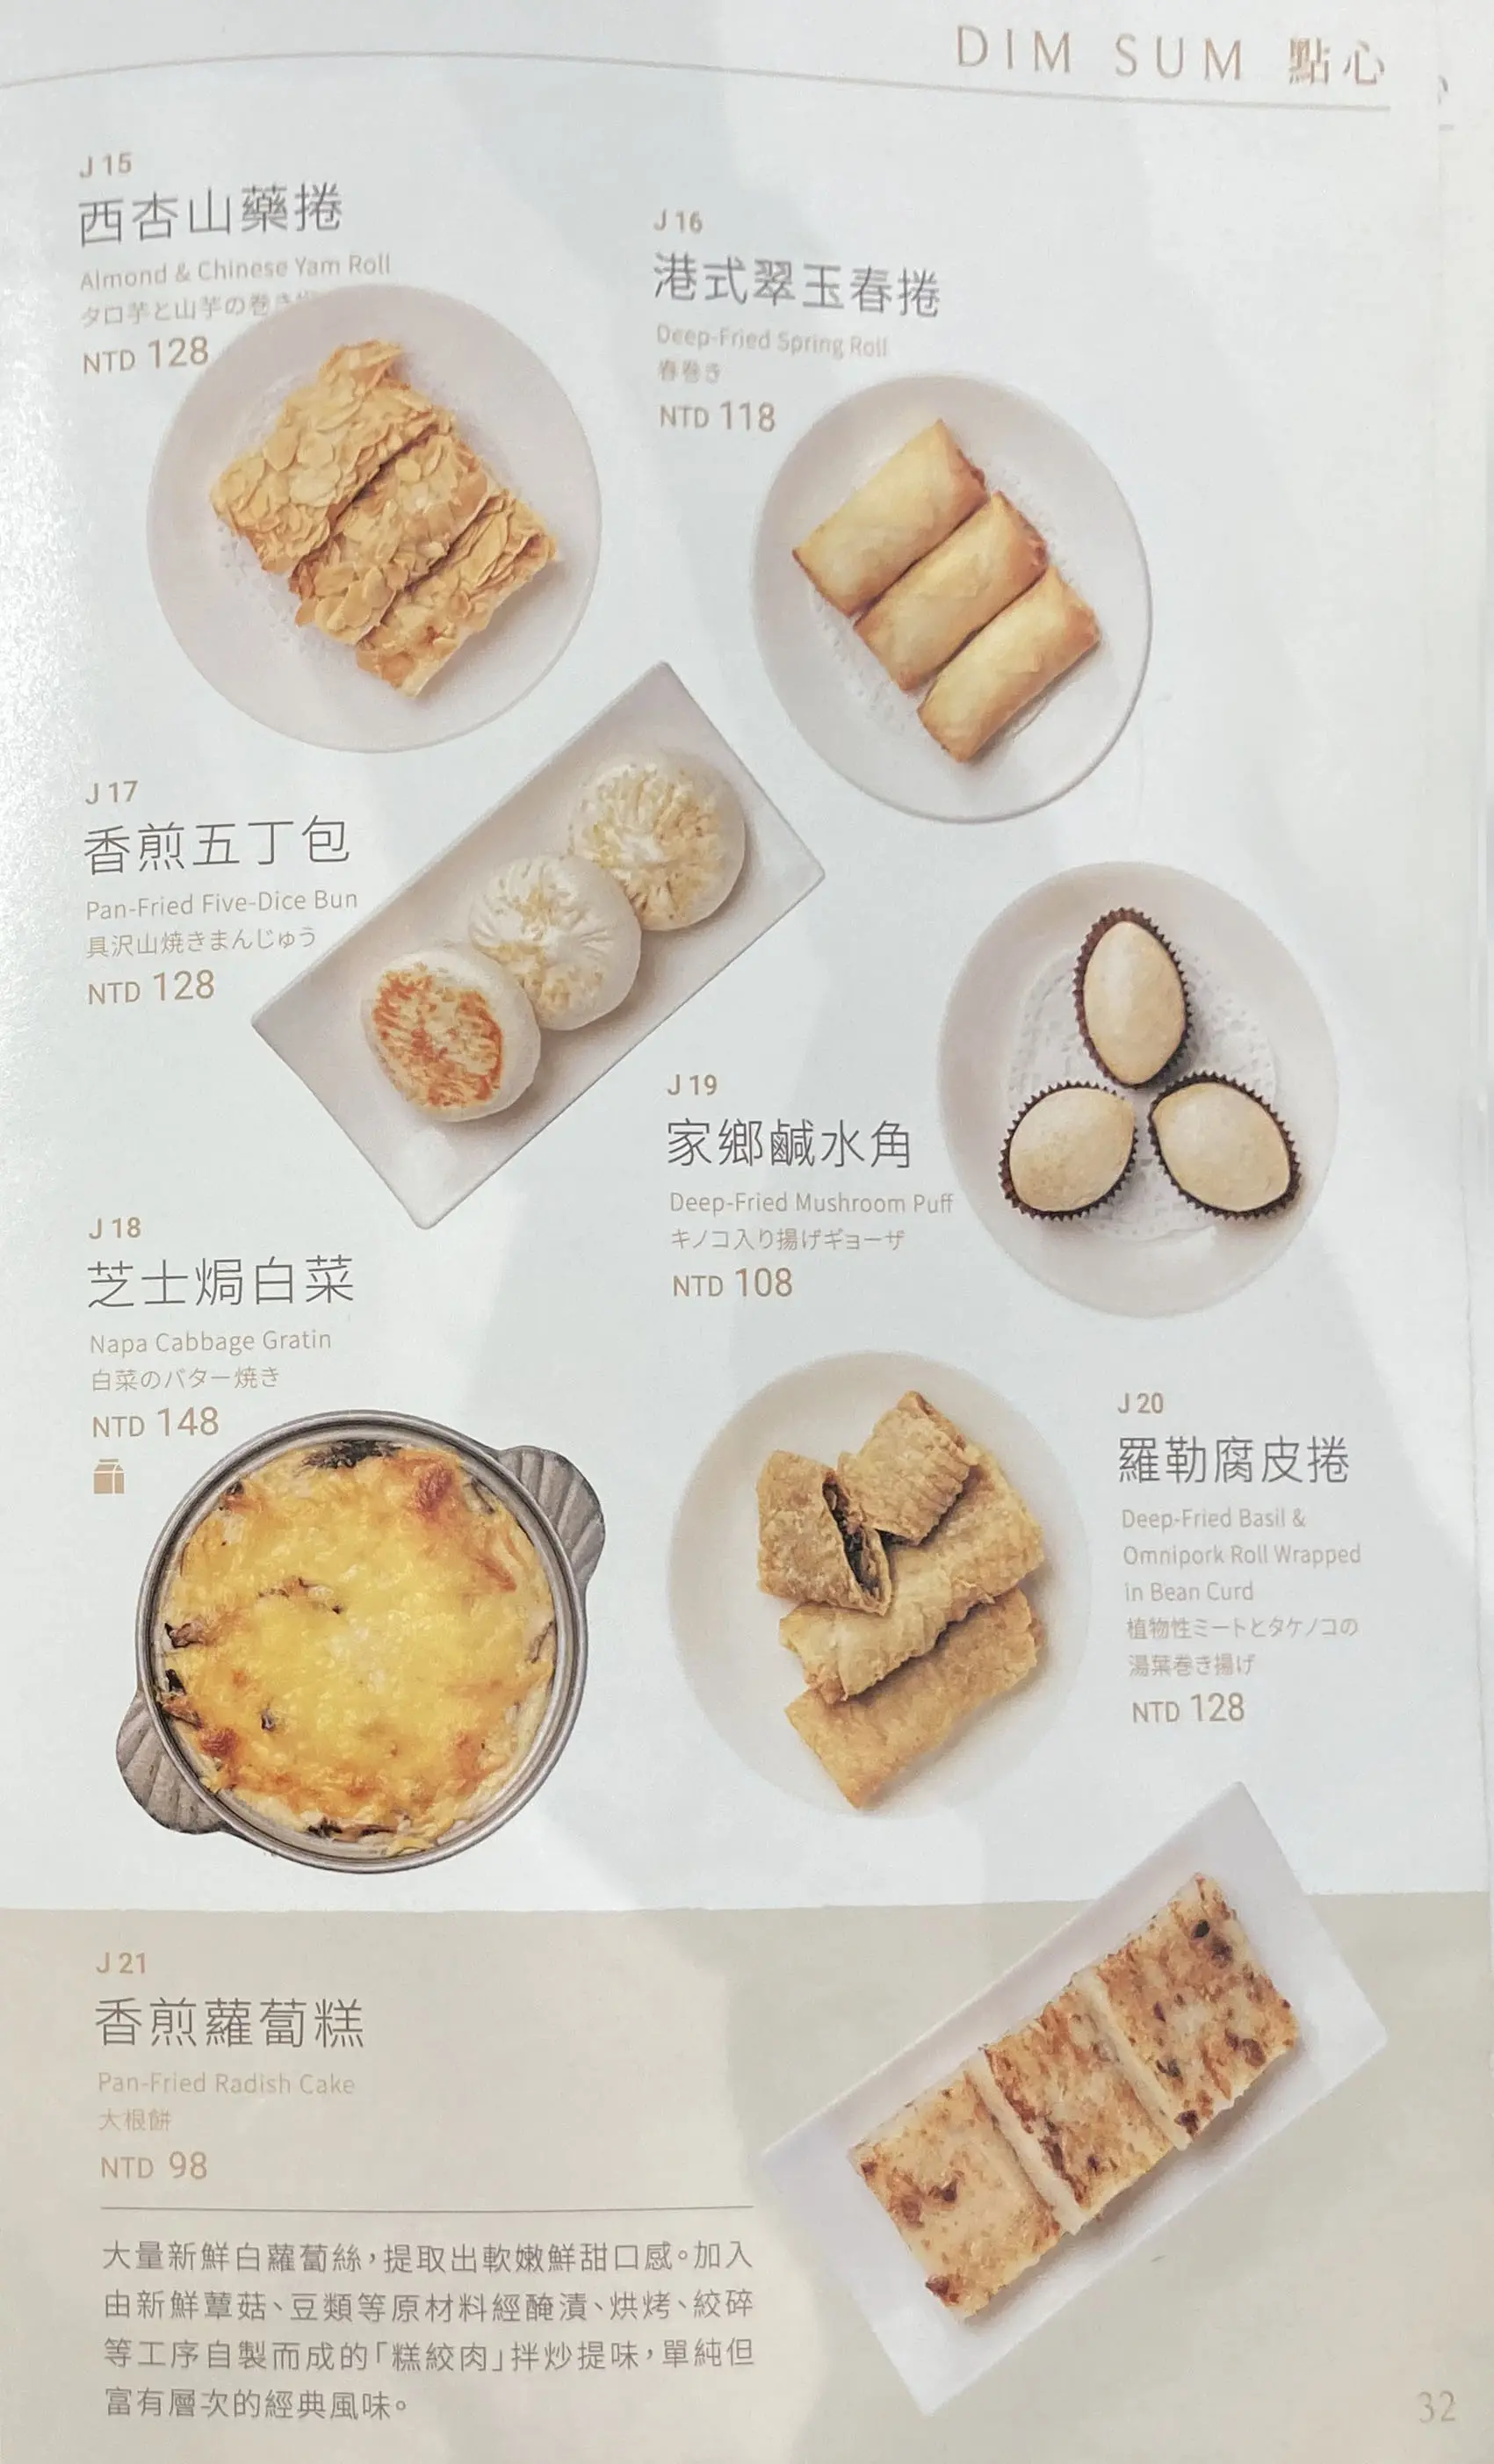 DIM SUM 點心
J 15
西杏山藥捲
Almond & Chinese Yam Roll
タロ芋と山芋の巻き
NTD 128
J 16
港式翠玉春捲
Deep-Fried Spring Roll
春巻き
NTD 118
J 17
香煎五丁包
Pan-Fried Five-Dice Bun
具沢山焼きまんじゅう
NTD 128
J 19
家鄉鹹水角
Deep-Fried Mushroom Puff
キノコ入り揚げギョーザ
NTD 108
J 18
芝士焗白菜
Napa Cabbage Gratin
白菜のバター焼き
NTD 148
J 20
羅勒腐皮捲
Deep-Fried Basil &
Omnipork Roll Wrapped
in Bean Curd
植物性ミートとタケノコの
湯葉巻き揚げ
NTD 128
J 21
香煎蘿蔔糕
Pan-Fried Radish Cake
大根餅
NTD 98
大量新鮮白蘿蔔絲，提取出軟嫩鮮甜口感。加入
由新鮮蕈菇、豆類等原材料經醃漬、烘烤、絞碎
等工序自製而成的「糕絞肉」拌炒提味，單純但
富有層次的經典風味。
32